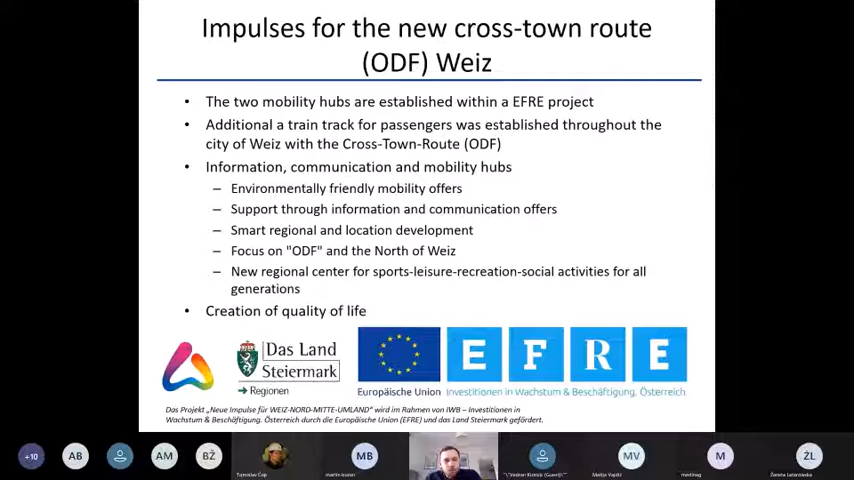 Impulses for the new cross-town route
(ODF) Weiz
• The two mobility hubs are established within a EFRE project
• Additional a train track for passengers was established throughout the
city of Weiz with the Cross-Town-Route (ODF)
• Information, communication and mobility hubs
– Environmentally friendly mobility offers
– Support through information and communication offers
– Smart regional and location development
– Focus on "ODF" and the North of Weiz
– New regional center for sports-leisure-recreation-social activities for all
generations
• Creation of quality of life
Das Land
Steiermark
→ Regionen
E F R E
Europäische Union Investitionen in Wachstum & Beschäftigung. Österreich.
Das Projekt „Neue Impulse für WEIZ-NORD-MITTE-UMLAND" wird im Rahmen von IWB – Investitionen in
Wachstum & Beschäftigung. Österreich durch die Europäische Union (EFRE) und das Land Steiermark gefördert.
+10
AB
AM
BŽ
MB
MV
M
ŽL